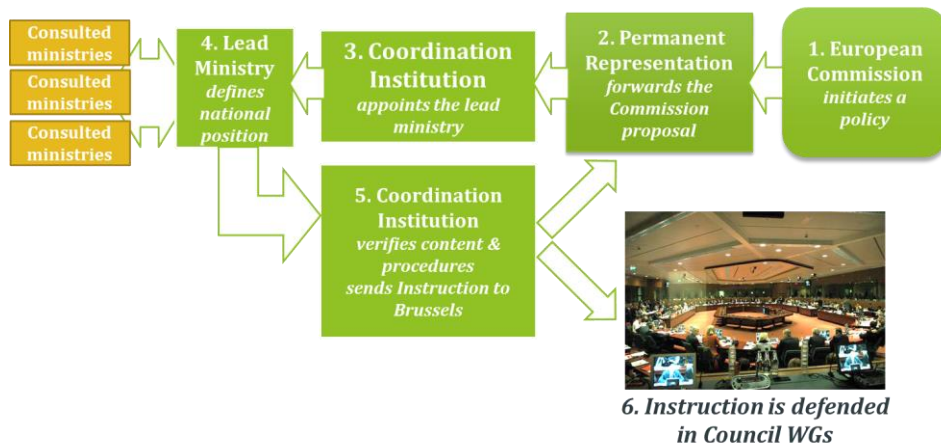 Consulted
ministries
Consulted
ministries
Consulted
ministries
4. Lead
Ministry
defines
national
position
3. Coordination
Institution
appoints the lead
ministry
2. Permanent
Representation
forwards the
Commission
proposal
1. European
Commission
initiates a
policy
5. Coordination
Institution
verifies content &
procedures
sends Instruction to
Brussels
6. Instruction is defended
in Council WGs